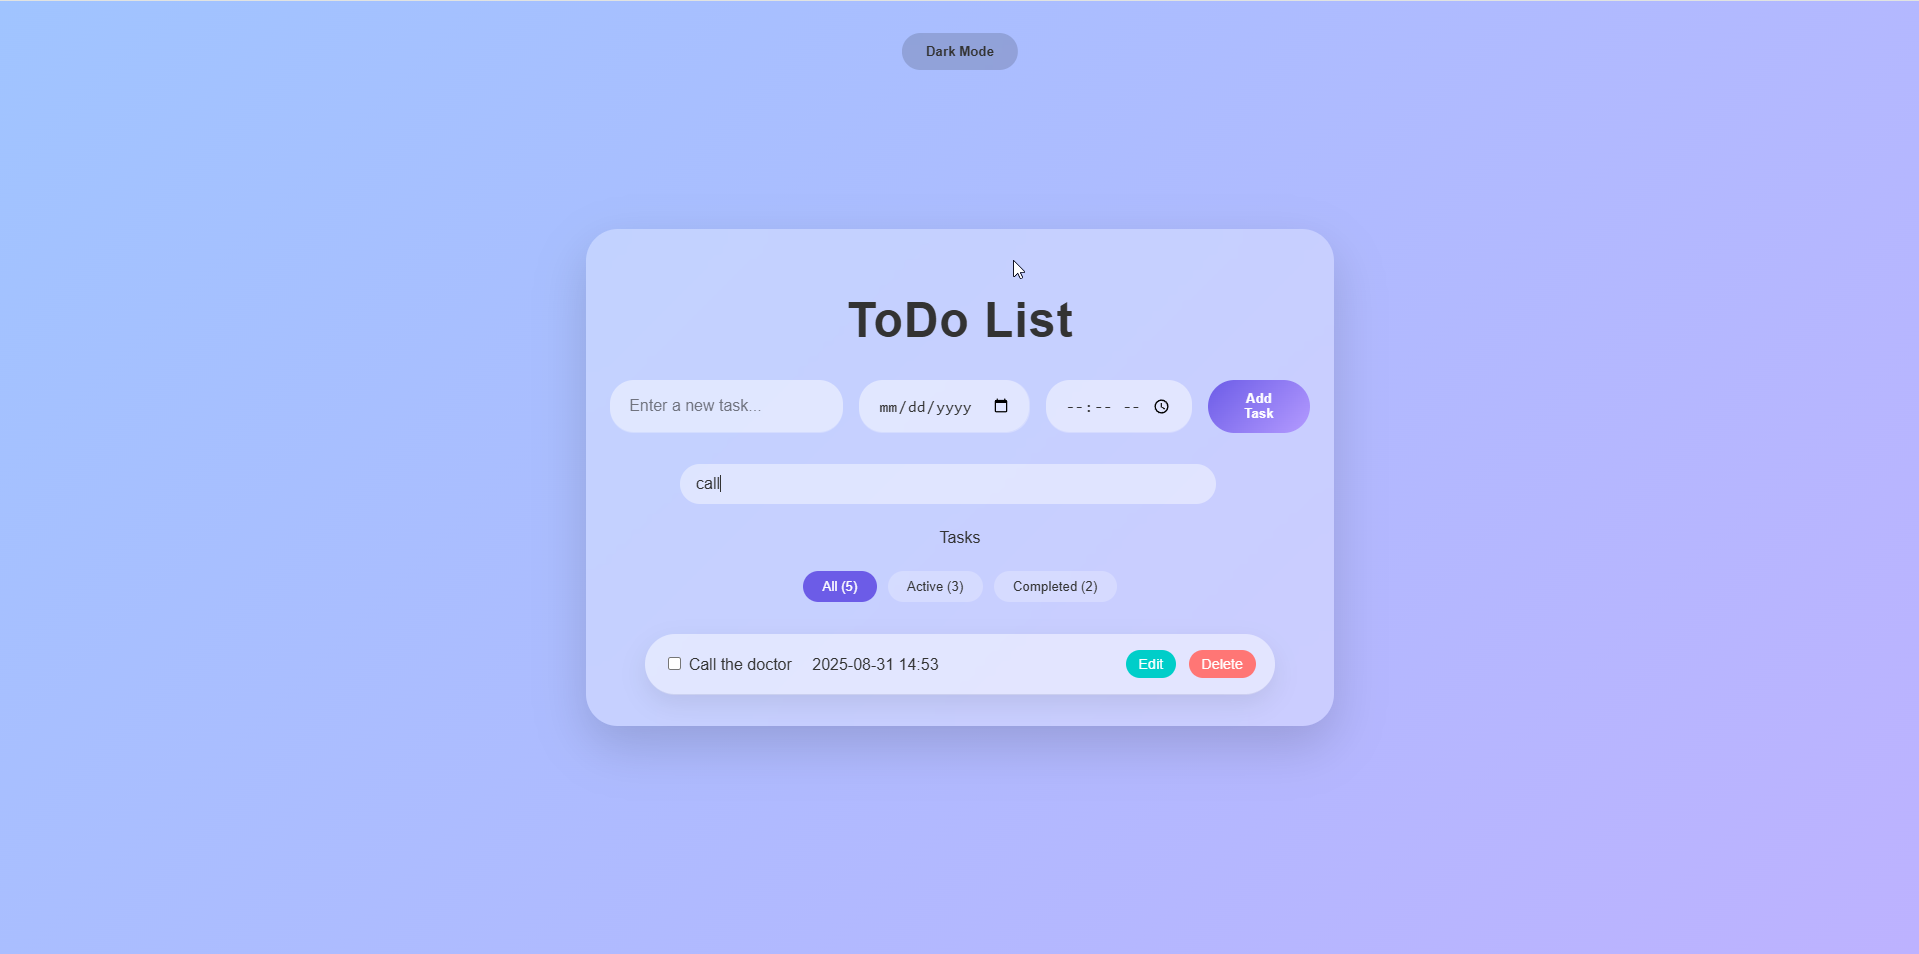 Dark Mode
ToDo List
Enter a new task... mm/dd/yyyy --:-- -- Add
Task
call
Tasks
All (5) Active (3) Completed (2)
Call the doctor 2025-08-31 14:53 Edit Delete